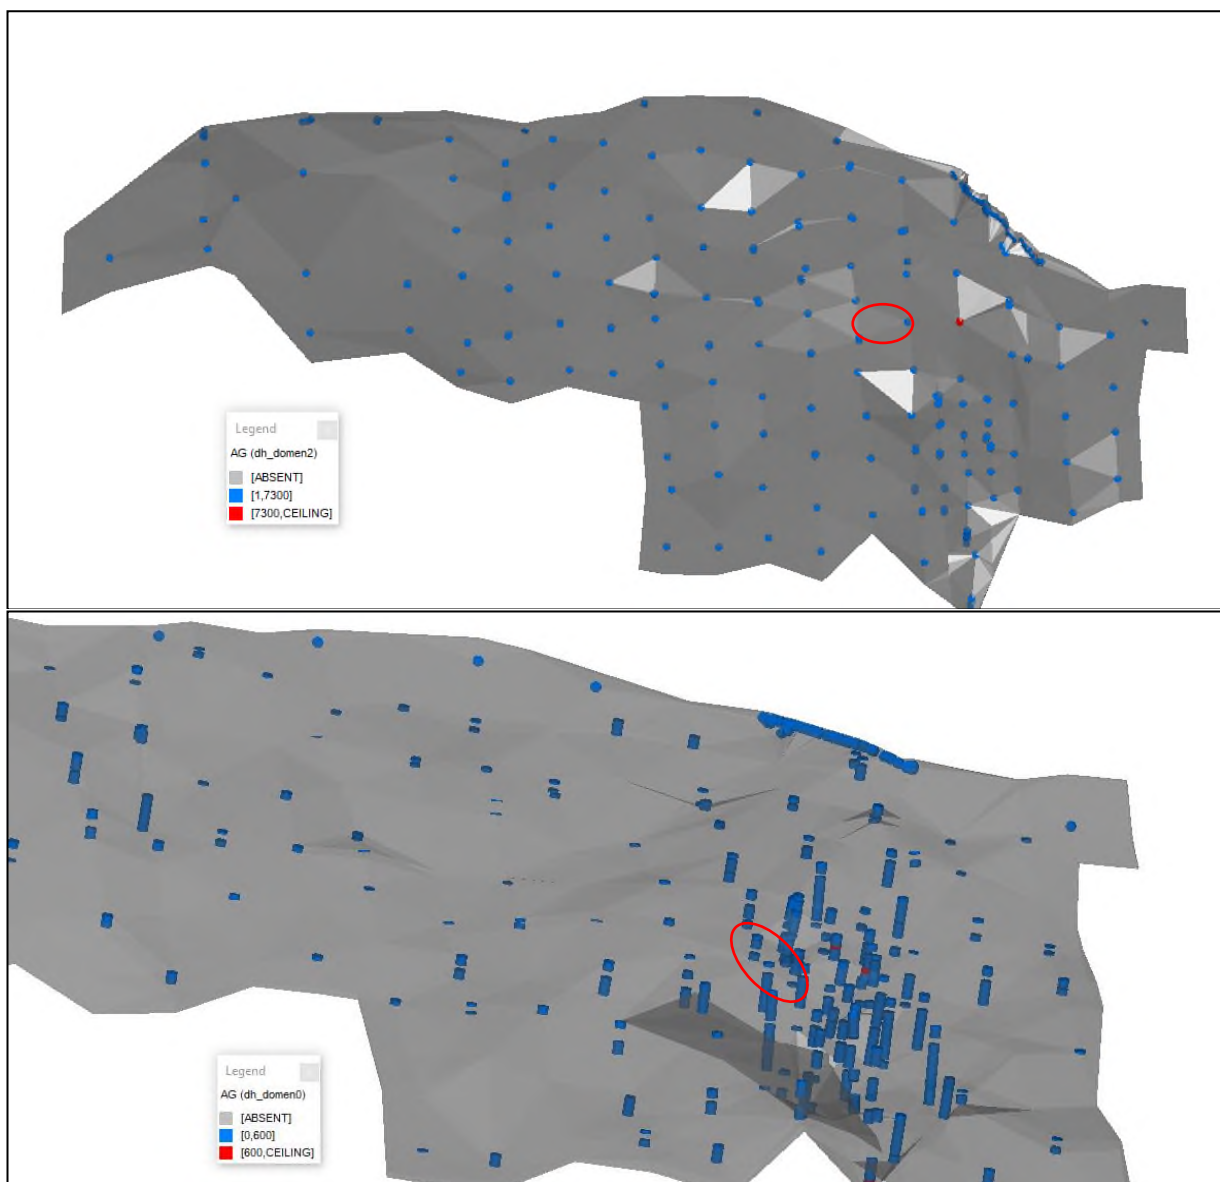 Legend
AG (dh_domen2)
[ABSENT]
[1,7300]
[7300,CEILING]
Legend
AG (dh_domen0)
[ABSENT]
[0,600]
[600,CEILING]